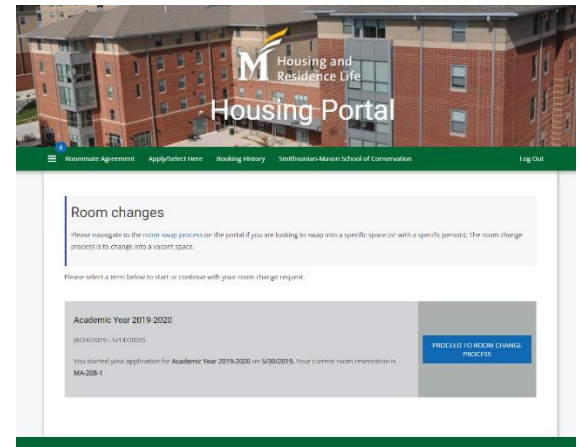 M Housing and
Residence Life
Housing Portal
4
Roommate Agreement Apply/Select Here Booking History Smithsonian-Mason School of Conservation Log Out
Room changes
Please navagate to the room swap process on the portal if you are looking to swap into a specific space (or with a specific person). The room change
process is to change into a vacant space.
Please select a term below to start or continue with your room change request.
Academic Year 2019-2020
(8/24/2019 - 5/14/2020)
You started your application for Academic Year 2019-2020 on 5/30/2019. Your current room reservation is
MA-208-1
PROCEED TO ROOM CHANGE
PROCESS